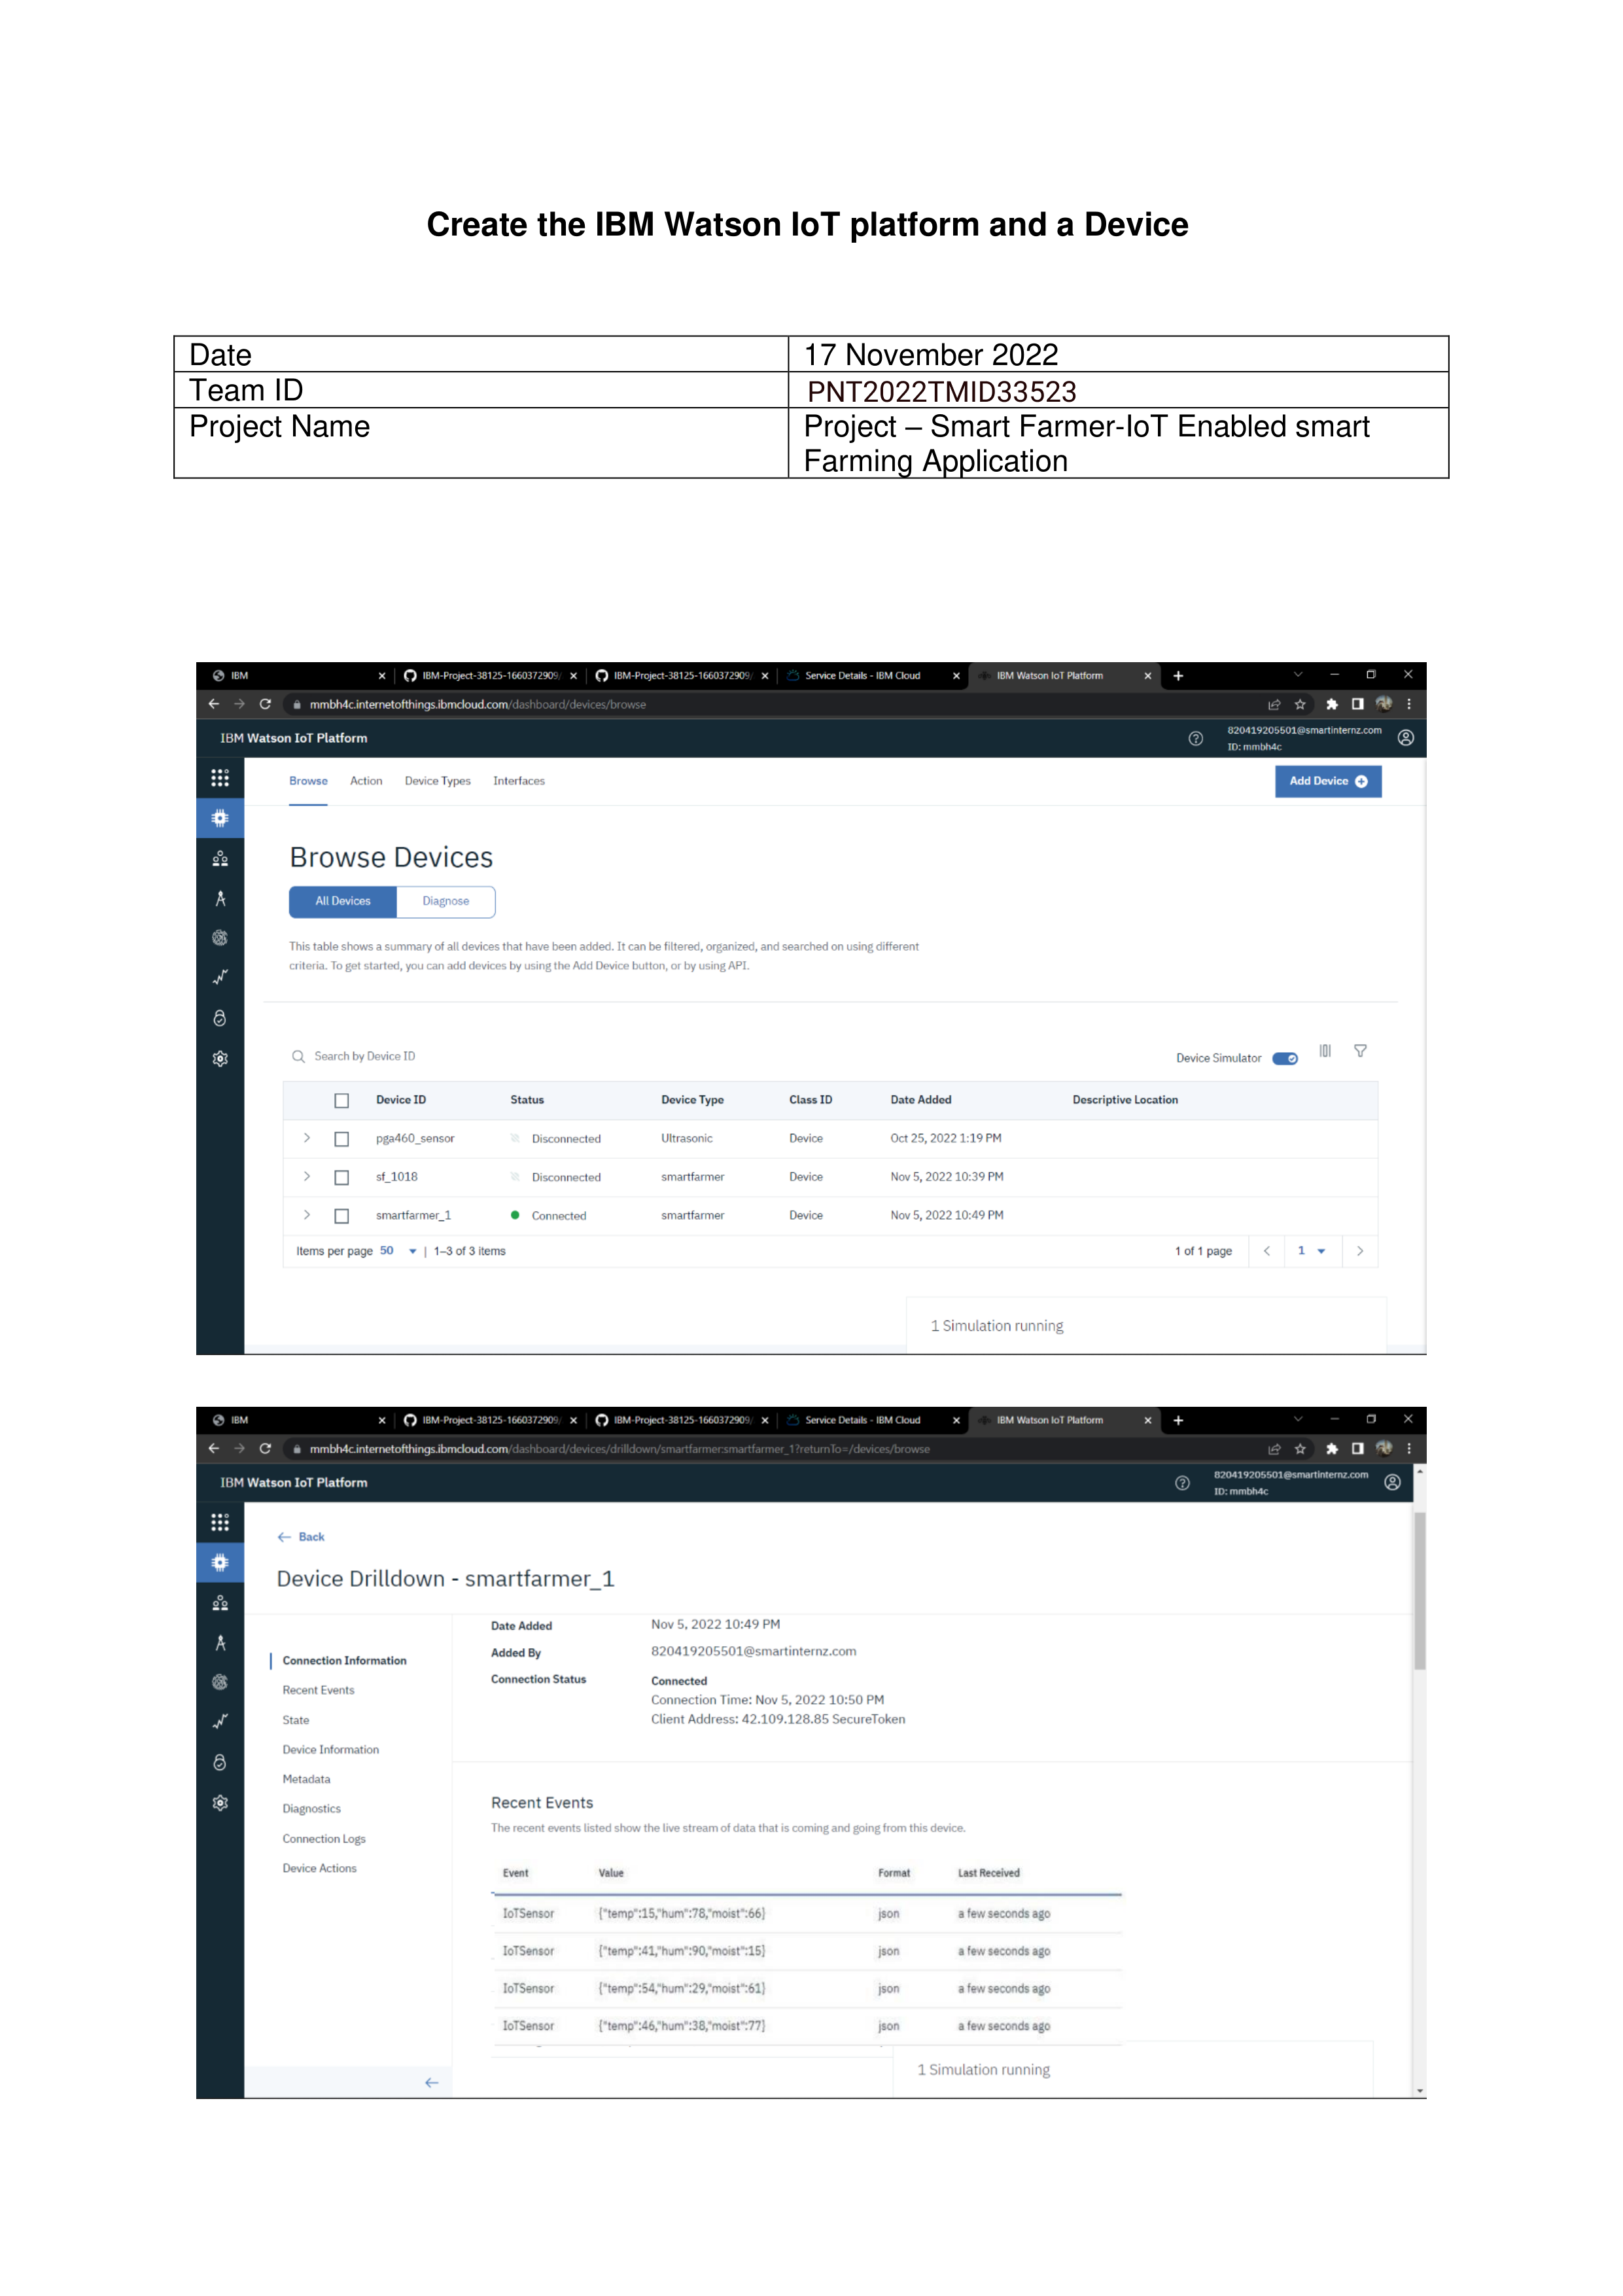 Create the IBM Watson IoT platform and a Device
Date 17 November 2022
Team ID PNT2022TMID33523
Project Name Project – Smart Farmer-IoT Enabled smart
Farming Application
IBM IBM-Project-38125-1660372909/ IBM-Project-38125-1660372909/ Service Details - IBM Cloud IBM Watson IoT Platform
mmbh4c.internetofthings.ibmcloud.com/dashboard/devices/browse
IBM Watson IoT Platform
820419205501@smartinternz.com
ID: mmbh4c
Browse Action Device Types Interfaces Add Device
Browse Devices
All Devices Diagnose
This table shows a summary of all devices that have been added. It can be filtered, organized, and searched on using different
criteria. To get started, you can add devices by using the Add Device button, or by using API.
Search by Device ID Device Simulator
Device ID Status Device Type Class ID Date Added Descriptive Location
pga460_sensor Disconnected Ultrasonic Device Oct 25, 2022 1:19 PM
sf_1018 Disconnected smartfarmer Device Nov 5, 2022 10:39 PM
smartfarmer_1 Connected smartfarmer Device Nov 5, 2022 10:49 PM
Items per page 50 | 1–3 of 3 items 1 of 1 page 1
1 Simulation running
IBM IBM-Project-38125-1660372909/ IBM-Project-38125-1660372909/ Service Details - IBM Cloud IBM Watson IoT Platform
mmbh4c.internetofthings.ibmcloud.com/dashboard/devices/drilldown/smartfarmer:smartfarmer_1?returnTo=/devices/browse
IBM Watson IoT Platform
820419205501@smartinternz.com
ID: mmbh4c
Back
Device Drilldown - smartfarmer_1
Connection Information
Recent Events
State
Device Information
Metadata
Diagnostics
Connection Logs
Device Actions
Date Added Nov 5, 2022 10:49 PM
Added By 820419205501@smartinternz.com
Connection Status Connected
Connection Time: Nov 5, 2022 10:50 PM
Client Address: 42.109.128.85 SecureToken
Recent Events
The recent events listed show the live stream of data that is coming and going from this device.
Event Value Format Last Received
IoTSensor {"temp":15,"hum":78,"moist":66} json a few seconds ago
IoTSensor {"temp":41,"hum":90,"moist":15} json a few seconds ago
IoTSensor {"temp":54,"hum":29,"moist":61} json a few seconds ago
IoTSensor {"temp":46,"hum":38,"moist":77} json a few seconds ago
1 Simulation running